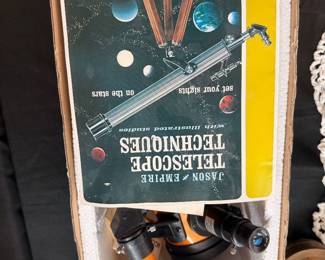 JASON EMPIRE
TELESCOPE
TECHNIQUES
with illustrated studies
set your sights
on the stars